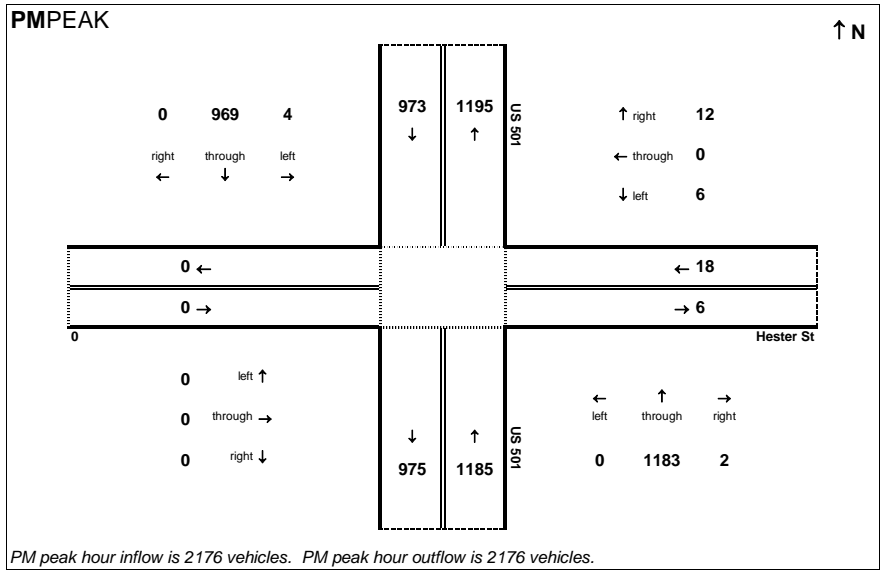 PMPEAK
↑ N
0 969 4
right through left
← ↓ →
973 1195
↓ ↑
US 501
↑ right 12
← through 0
↓ left 6
0 ←
0 →
← 18
→ 6
0
Hester St
0 left ↑
0 through →
0 right ↓
↓ ↑
975 1185
US 501
← ↑ →
left through right
0 1183 2
PM peak hour inflow is 2176 vehicles. PM peak hour outflow is 2176 vehicles.